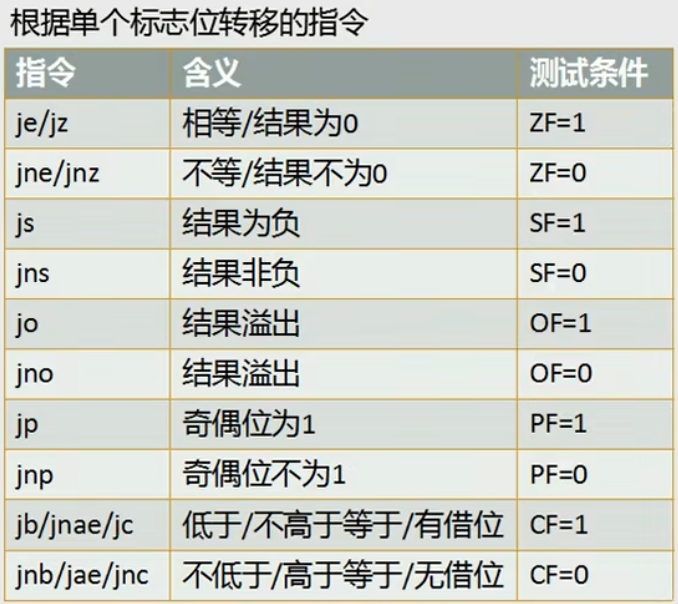 根据单个标志位转移的指令
指令 含义 测试条件
je/jz 相等/结果为0 ZF=1
jne/jnz 不等/结果不为0 ZF=0
js 结果为负 SF=1
jns 结果非负 SF=0
jo 结果溢出 OF=1
jno 结果溢出 OF=0
jp 奇偶位为1 PF=1
jnp 奇偶位不为1 PF=0
jb/jnae/jc 低于/不高于等于/有借位 CF=1
jnb/jae/jnc 不低于/高于等于/无借位 CF=0